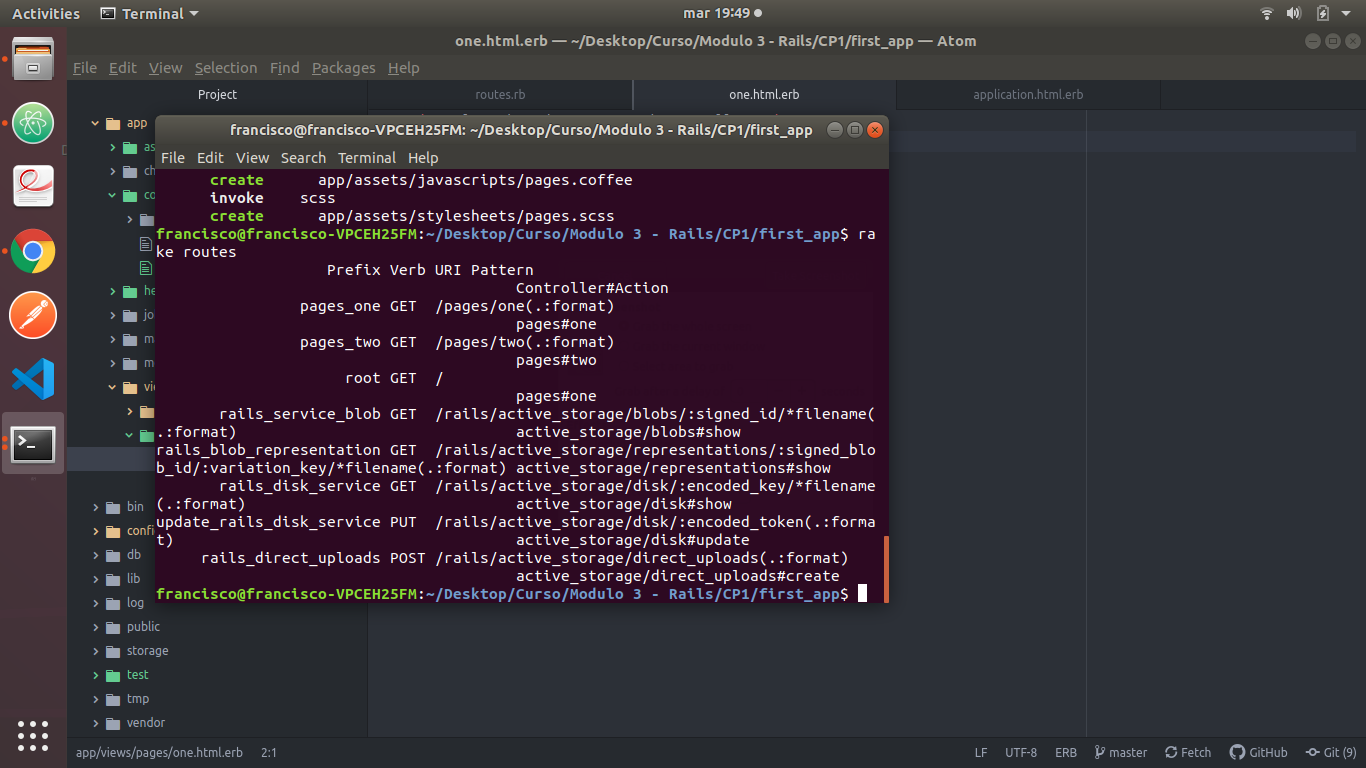 Activities
Terminal
mar 19:49
one.html.erb — ~/Desktop/Curso/Modulo 3 - Rails/CP1/first_app — Atom
File Edit View Selection Find Packages Help
Project
routes.rb
one.html.erb
application.html.erb
app
as
ch
co
he
jo
ma
m
vi
bin
confi
db
lib
log
public
storage
test
tmp
vendor
francisco@francisco-VPCEH25FM: ~/Desktop/Curso/Modulo 3 - Rails/CP1/first_app
File Edit View Search Terminal Help
create app/assets/javascripts/pages.coffee
invoke scss
create app/assets/stylesheets/pages.scss
francisco@francisco-VPCEH25FM:~/Desktop/Curso/Modulo 3 - Rails/CP1/first_app$ ra
ke routes
Prefix Verb URI Pattern
Controller#Action
pages_one GET /pages/one(.:format)
pages#one
pages_two GET /pages/two(.:format)
pages#two
root GET /
pages#one
rails_service_blob GET /rails/active_storage/blobs/:signed_id/*filename(
.:format) active_storage/blobs#show
rails_blob_representation GET /rails/active_storage/representations/:signed_blo
b_id/:variation_key/*filename(.:format) active_storage/representations#show
rails_disk_service GET /rails/active_storage/disk/:encoded_key/*filename
(.:format) active_storage/disk#show
update_rails_disk_service PUT /rails/active_storage/disk/:encoded_token(.:forma
t) active_storage/disk#update
rails_direct_uploads POST /rails/active_storage/direct_uploads(.:format)
active_storage/direct_uploads#create
francisco@francisco-VPCEH25FM:~/Desktop/Curso/Modulo 3 - Rails/CP1/first_app$
app/views/pages/one.html.erb 2:1
LF UTF-8 ERB master Fetch GitHub Git (9)